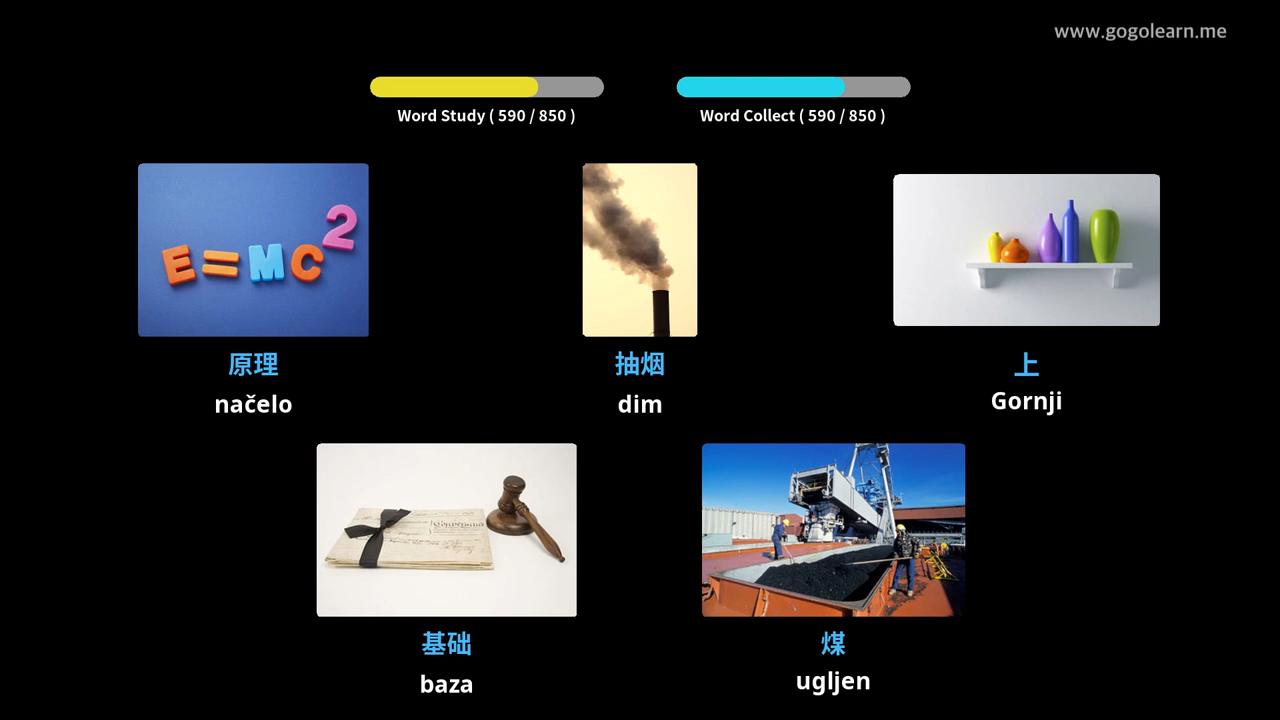 www.gogolearn.me
Word Study ( 590 / 850 )
Word Collect ( 590 / 850 )
E=MC2
原理
načelo
抽烟
dim
上
Gornji
基础
baza
煤
ugljen